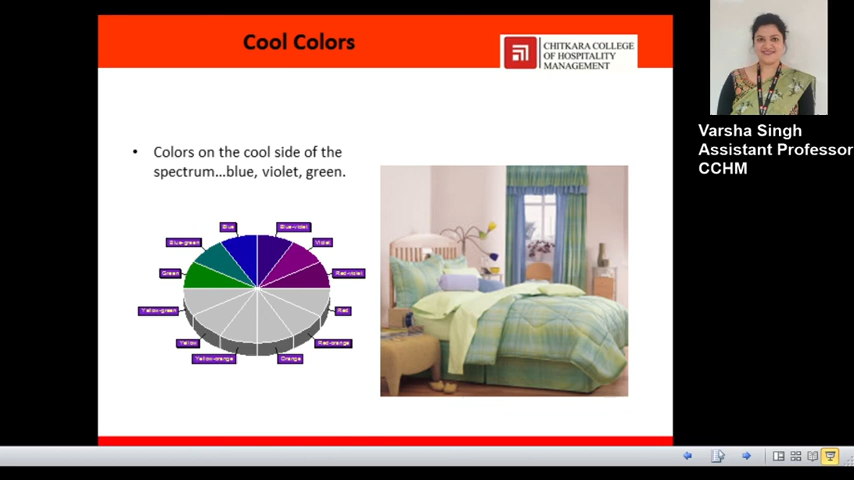 Cool Colors
CHITKARA COLLEGE
OF HOSPITALITY
MANAGEMENT
Varsha Singh
Assistant Professor
CCHM
• Colors on the cool side of the
spectrum...blue, violet, green.
Blue
Blue-violet
Blue-green
Violet
Green
Red-violet
Yellow-green
Red
Yellow
Red-orange
Yellow-orange
Orange